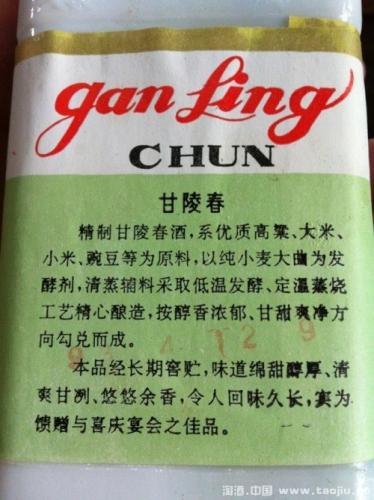 gan Ling
CHUN
甘陵春
精制甘陵春酒，系优质高粱、大米、
小米、豌豆等为原料，以纯小麦大曲为发
酵剂，清蒸辅料采取低温发酵、定温蒸烧
工艺精心酿造，按醇香浓郁、甘甜爽净方
向勾兑而成。
本品经长期窖贮，味道绵甜醇厚、清
爽甘冽、悠悠余香，令人回味久长，实为
馈赠与喜庆宴会之佳品。
淘酒.中国 www.taojiu.